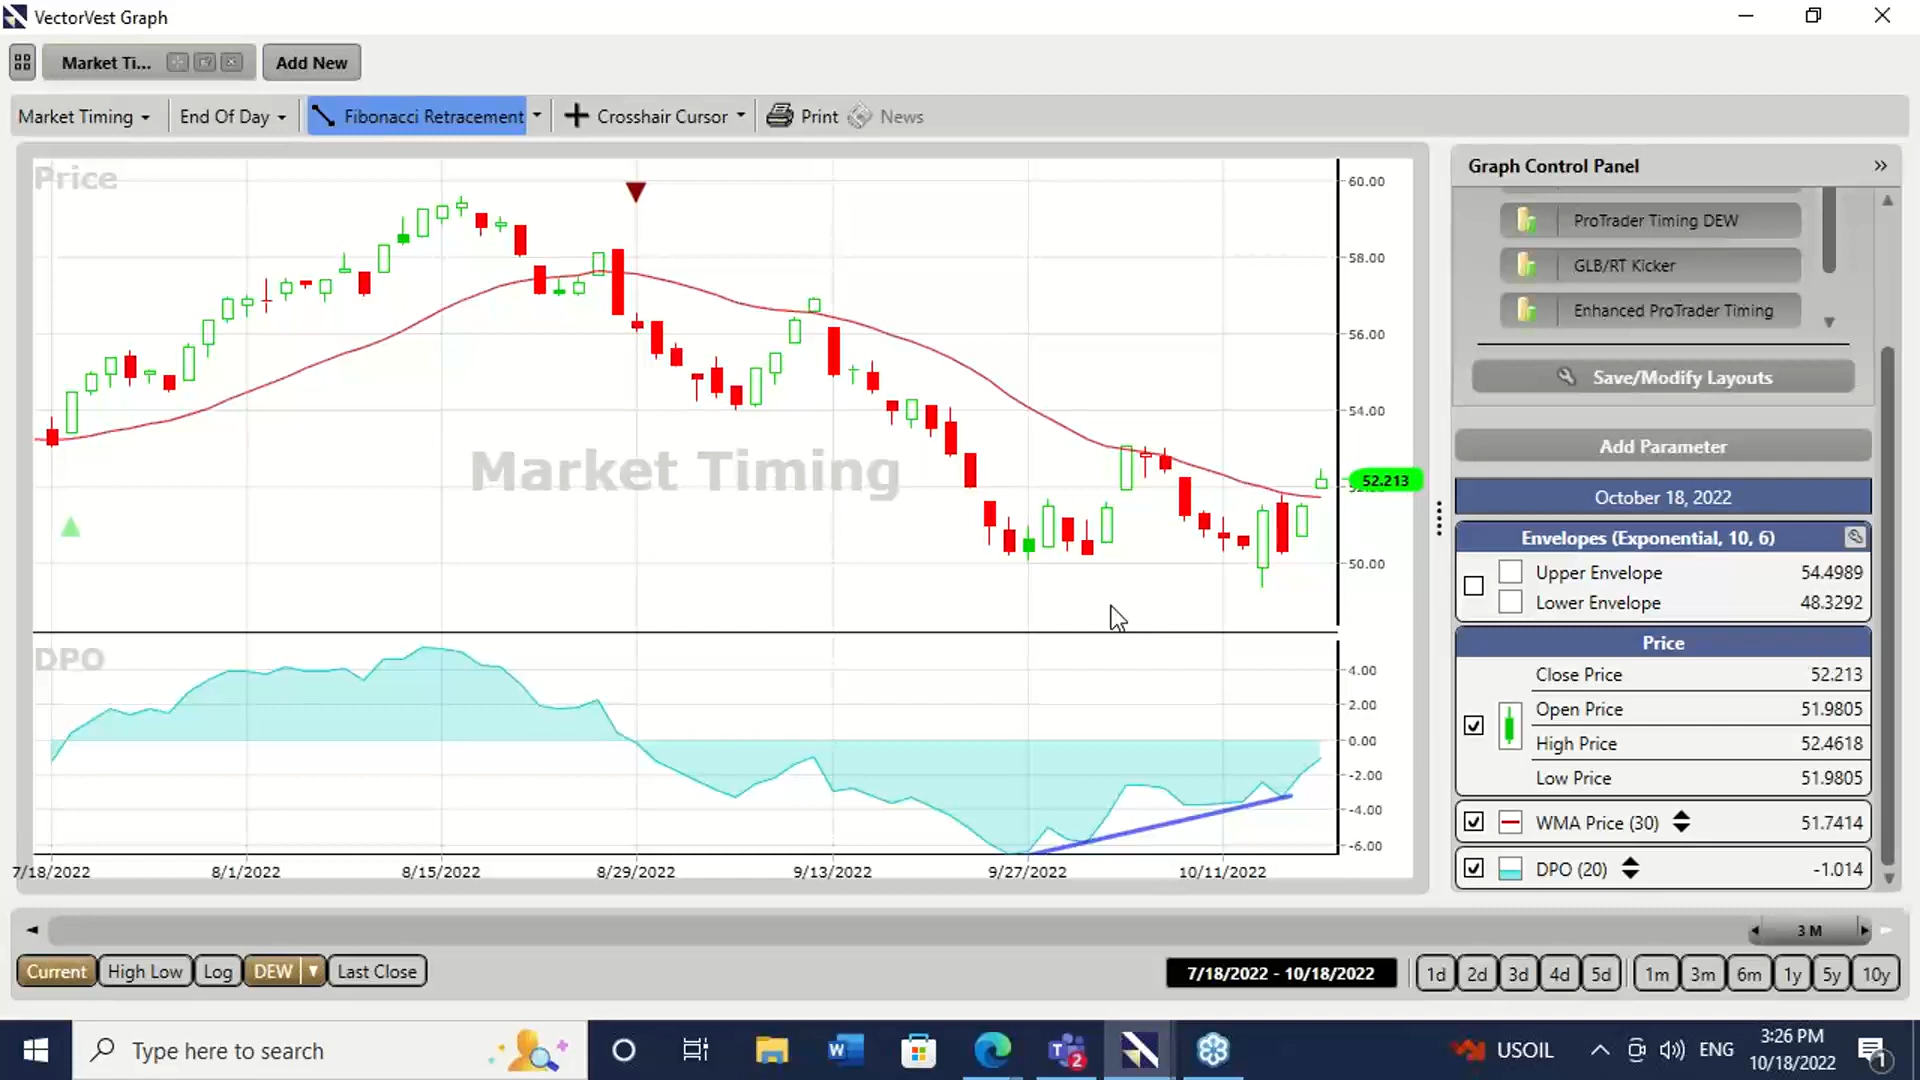 VectorVest Graph
Market Ti...
Add New
Market Timing
End Of Day
Fibonacci Retracement
Crosshair Cursor
Print
News
Price
60.00
58.00
56.00
54.00
52.213
50.00
Market Timing
DPO
4.00
2.00
0.00
-2.00
-4.00
-6.00
7/18/2022
8/1/2022
8/15/2022
8/29/2022
9/13/2022
9/27/2022
10/11/2022
Graph Control Panel
ProTrader Timing DEW
GLB/RT Kicker
Enhanced ProTrader Timing
Save/Modify Layouts
Add Parameter
October 18, 2022
Envelopes (Exponential, 10, 6)
Upper Envelope 54.4989
Lower Envelope 48.3292
Price
Close Price 52.213
Open Price 51.9805
High Price 52.4618
Low Price 51.9805
WMA Price (30) 51.7414
DPO (20) -1.014
3 M
Current
High Low
Log
DEW
Last Close
7/18/2022 - 10/18/2022
1d 2d 3d 4d 5d 1m 3m 6m 1y 5y 10y
Type here to search
2
USOIL
ENG
3:26 PM
10/18/2022
1